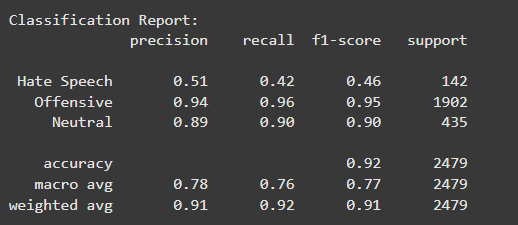 Classification Report:
precision recall f1-score support
Hate Speech 0.51 0.42 0.46 142
Offensive 0.94 0.96 0.95 1902
Neutral 0.89 0.90 0.90 435
accuracy 0.92 2479
macro avg 0.78 0.76 0.77 2479
weighted avg 0.91 0.92 0.91 2479